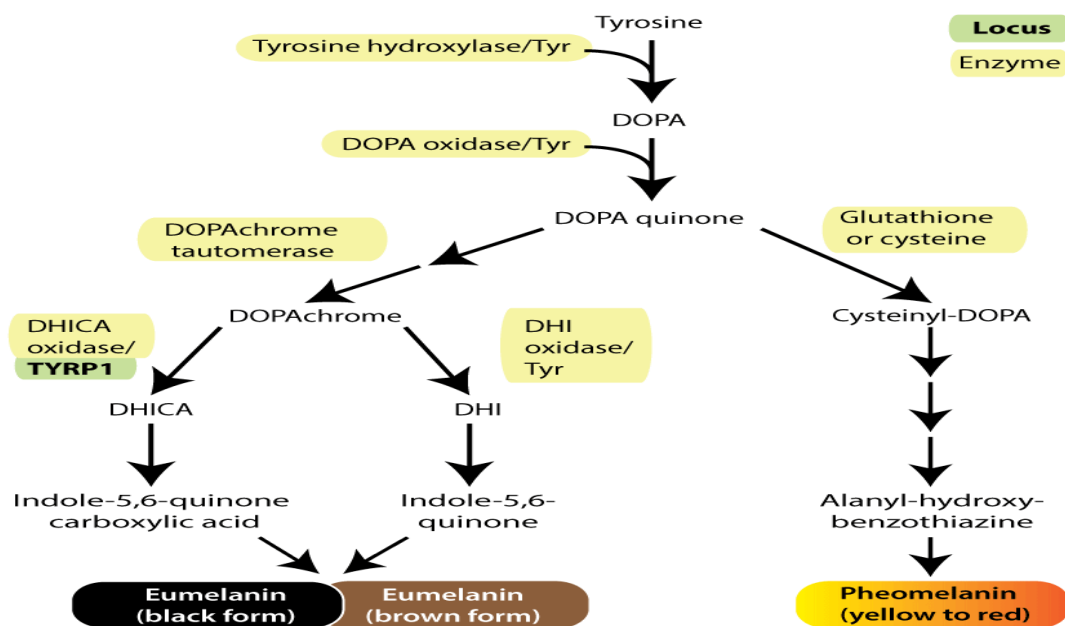 Tyrosine
Locus
Tyrosine hydroxylase/Tyr
Enzyme
DOPA
DOPA oxidase/Tyr
DOPA quinone
Glutathione
or cysteine
DOPAchrome
tautomerase
DOPAchrome
Cysteinyl-DOPA
DHICA
oxidase/
TYRP1
DHI
oxidase/
Tyr
DHICA
DHI
Indole-5,6-quinone
carboxylic acid
Indole-5,6-
quinone
Alanyl-hydroxy-
benzothiazine
Eumelanin
(black form)
Eumelanin
(brown form)
Pheomelanin
(yellow to red)